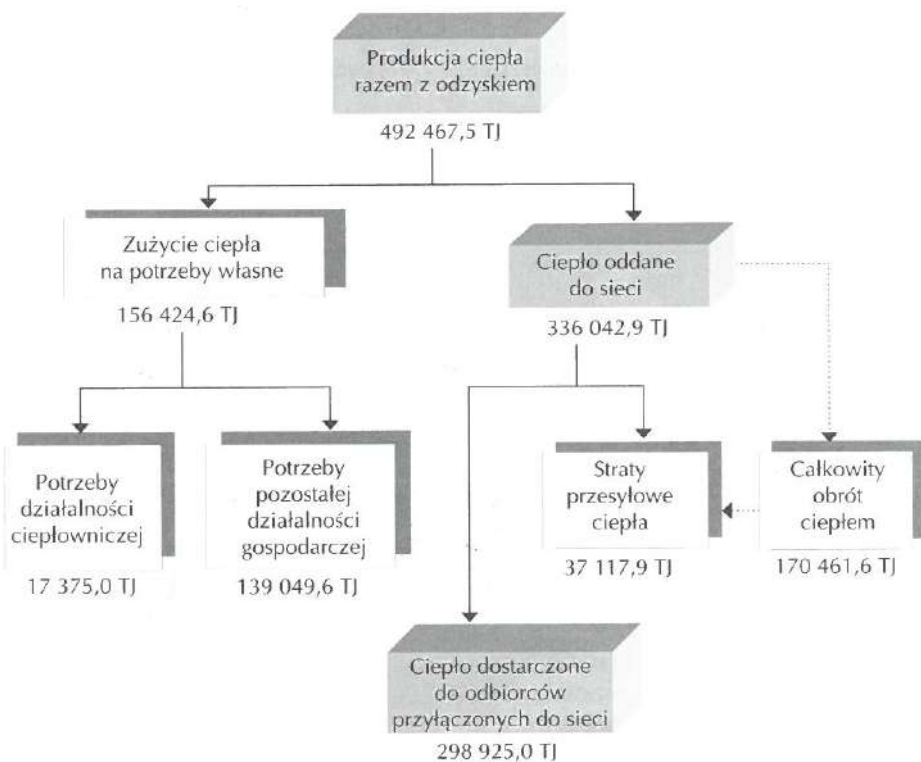 Produkcja ciepła
razem z odzyskiem
492 467,5 TJ
Zużycie ciepła
na potrzeby własne
156 424,6 TJ
Ciepło oddane
do sieci
336 042,9 TJ
Potrzeby
działalności
ciepłowniczej
17 375,0 TJ
Potrzeby
pozostałej
działalności
gospodarczej
139 049,6 TJ
Straty
przesyłowe
ciepła
37 117,9 TJ
Całkowity
obrót
ciepłem
170 461,6 TJ
Ciepło dostarczone
do odbiorców
przyłączonych do sieci
298 925,0 TJ